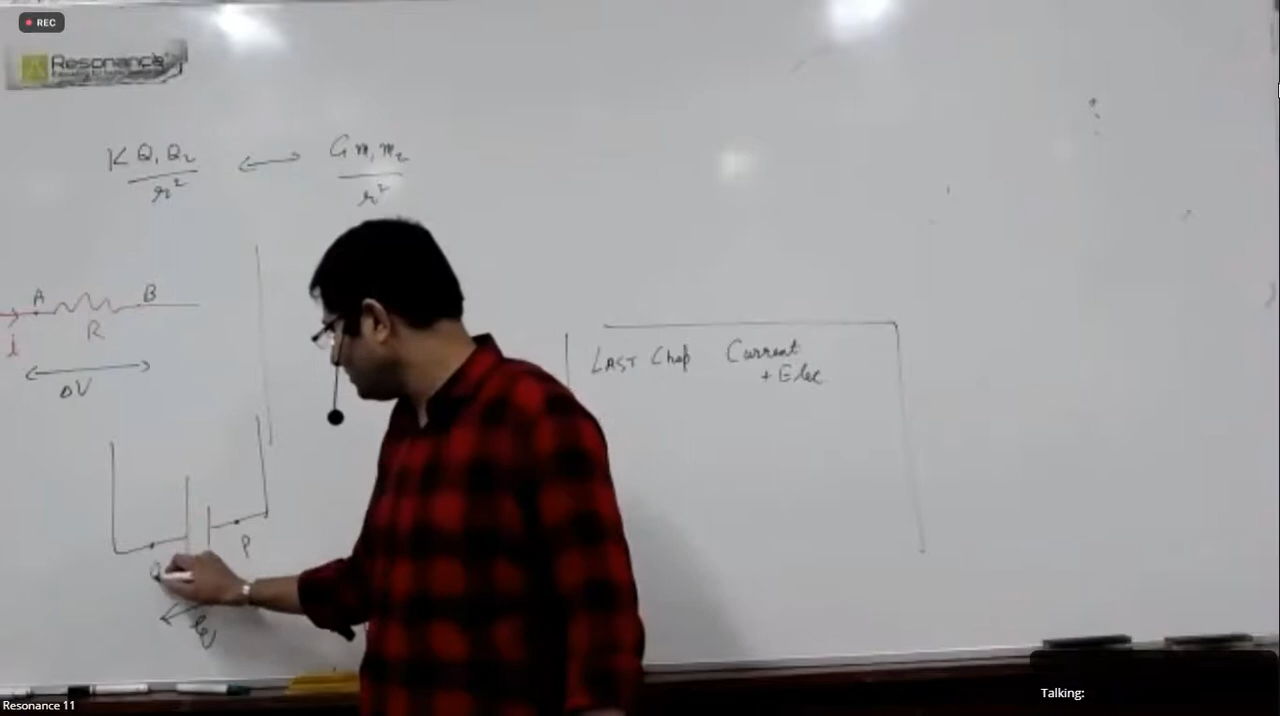 REC
Resonance
K Q₁ Q₂ / r² ↔ G m₁ m₂ / r²
A B
i R
ΔV
LAST Chap Current
+ Elec
P
Q
Resonance 11
Talking: